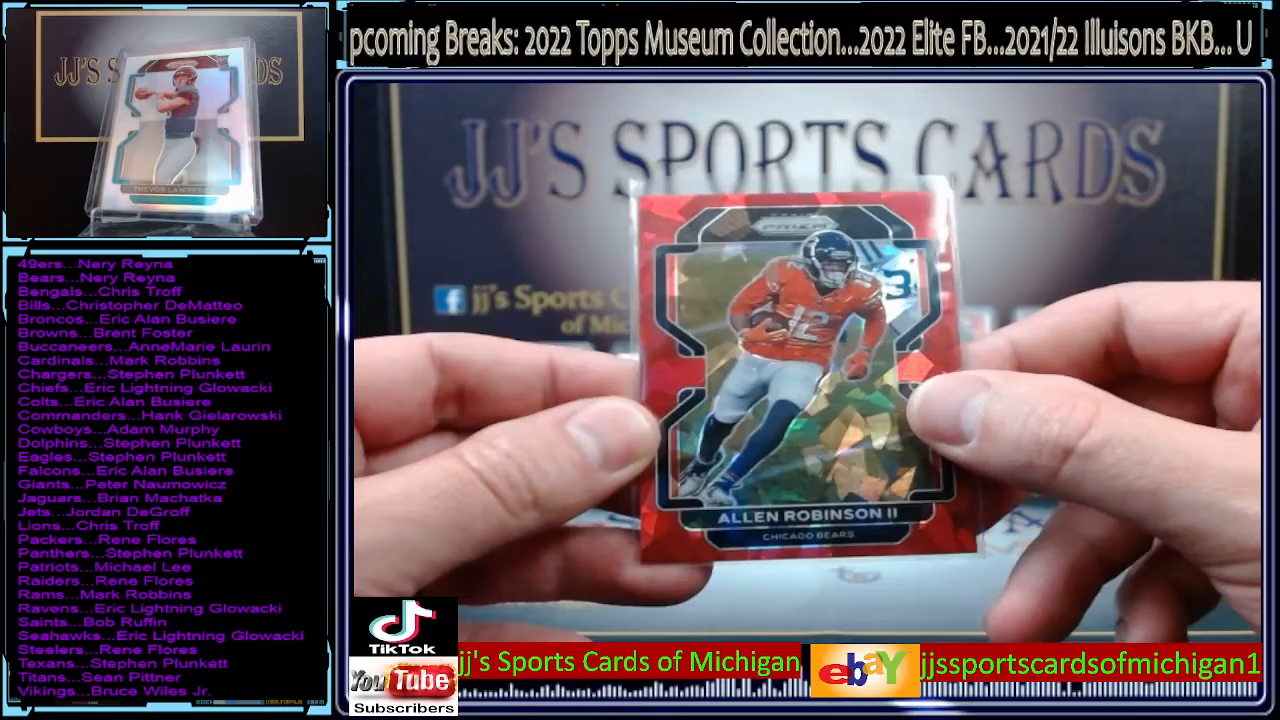 pcoming Breaks: 2022 Topps Museum Collection...2022 Elite FB...2021/22 Illuisons BKB... U
JJ'S SPORTS CARDS
jj's Sports
of Mic
PRIZM
12
ALLEN ROBINSON II
CHICAGO BEARS
TREVOR LAWRENCE
49ers...Nery Reyna
Bears...Nery Reyna
Bengals...Chris Troff
Bills...Christopher DeMatteo
Broncos...Eric Alan Busiere
Browns...Brent Foster
Buccaneers...AnneMarie Laurin
Cardinals...Mark Robbins
Chargers...Stephen Plunkett
Chiefs...Eric Lightning Glowacki
Colts...Eric Alan Busiere
Commanders...Hank Gielarowski
Cowboys...Adam Murphy
Dolphins...Stephen Plunkett
Eagles...Stephen Plunkett
Falcons...Eric Alan Busiere
Giants...Peter Naumowicz
Jaguars...Brian Machatka
Jets...Jordan DeGroff
Lions...Chris Troff
Packers...Rene Flores
Panthers...Stephen Plunkett
Patriots...Michael Lee
Raiders...Rene Flores
Rams...Mark Robbins
Ravens...Eric Lightning Glowacki
Saints...Bob Ruffin
Seahawks...Eric Lightning Glowacki
Steelers...Rene Flores
Texans...Stephen Plunkett
Titans...Sean Pittner
Vikings...Bruce Wiles Jr.
TikTok
YouTube
Subscribers
jj's Sports Cards of Michigan
ebaY
jjssportscardsofmichigan1